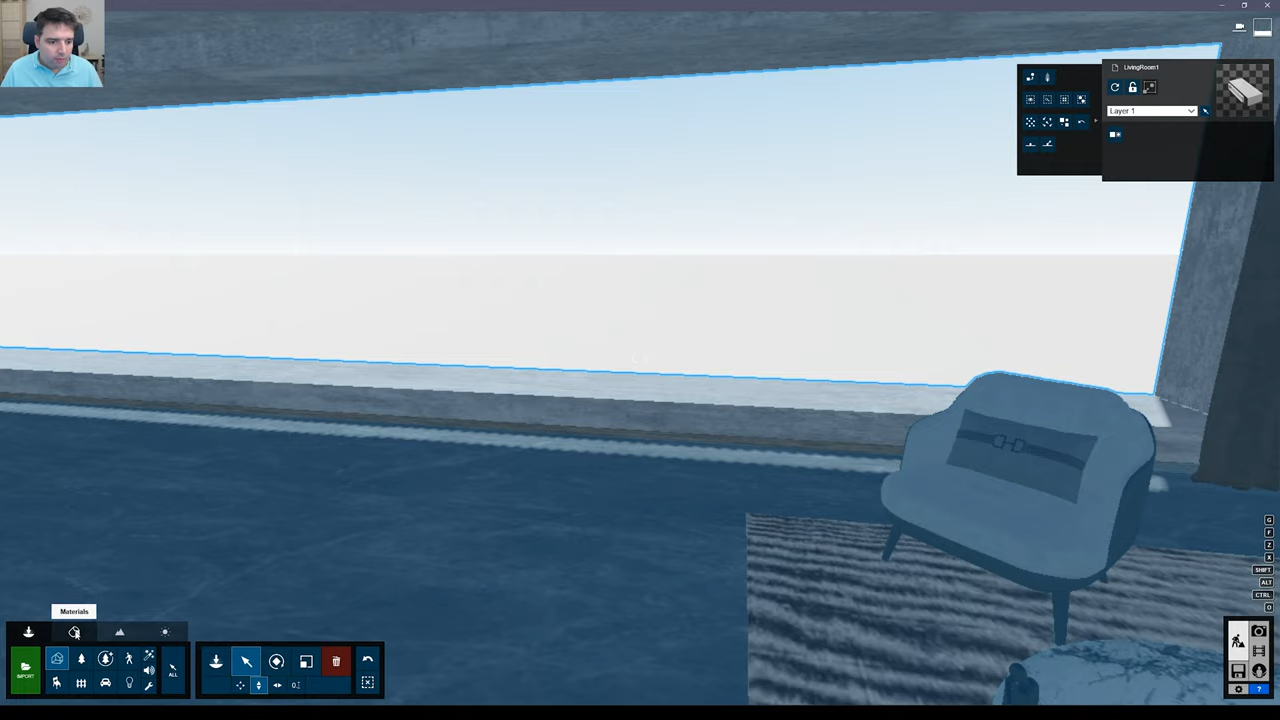 LivingRoom1
Layer 1
G
F
Z
X
SHIFT
ALT
CTRL
O
Materials
IMPORT
ALL
?